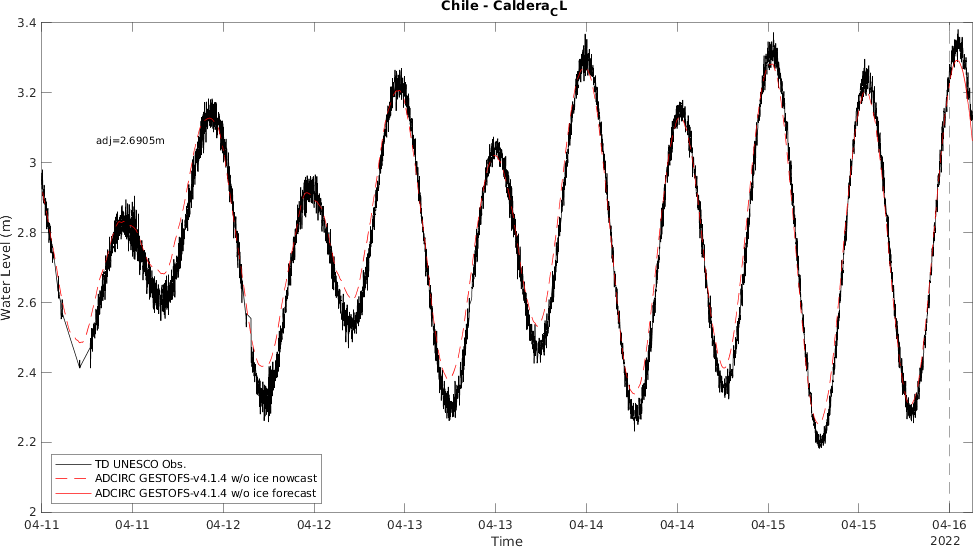 Chile - Caldera_CL
3.4
3.2
3
2.8
2.6
2.4
2.2
2
Water Level (m)
adj=2.6905m
TD UNESCO Obs.
ADCIRC GESTOFS-v4.1.4 w/o ice nowcast
ADCIRC GESTOFS-v4.1.4 w/o ice forecast
04-11 04-11 04-12 04-12 04-13 04-13 04-14 04-14 04-15 04-15 04-16
Time 2022